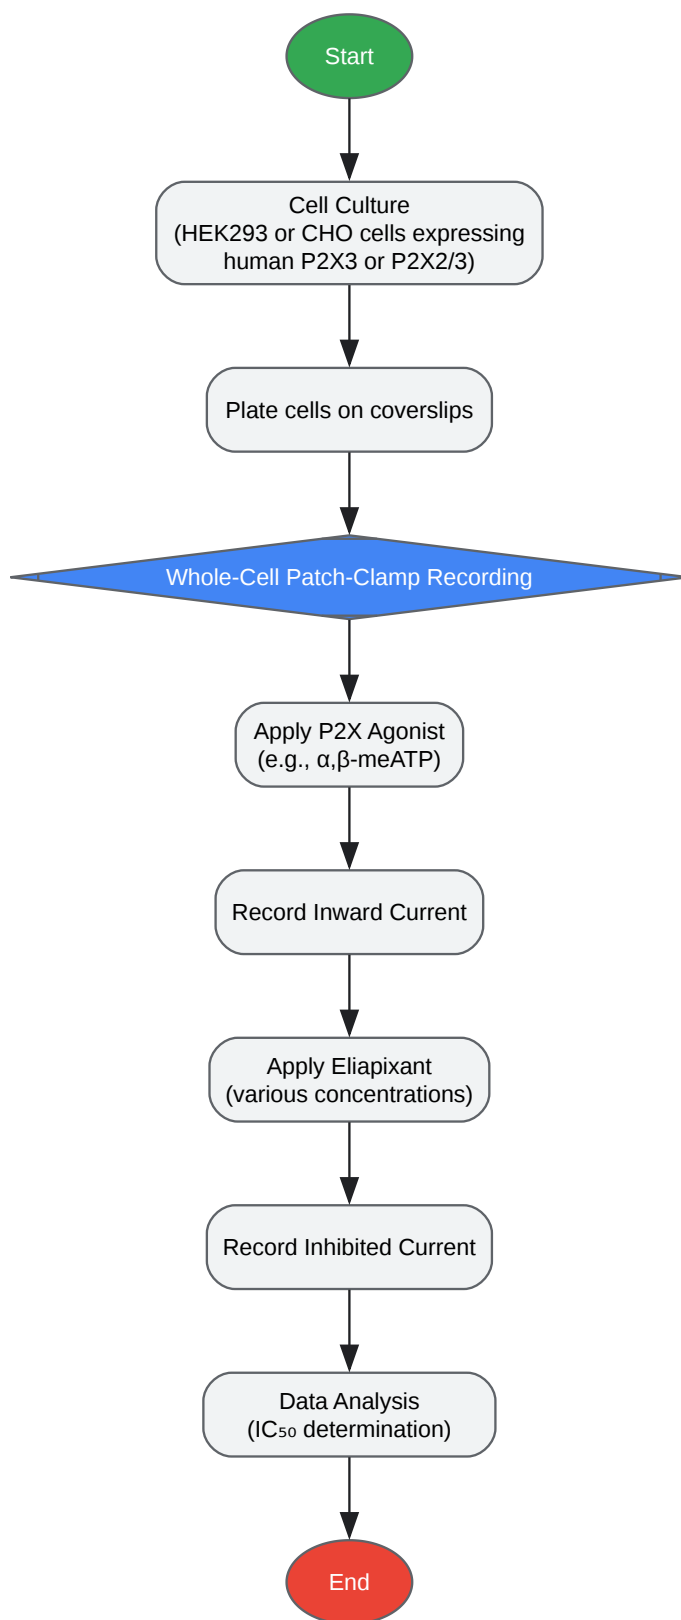 Start
Cell Culture
(HEK293 or CHO cells expressing
human P2X3 or P2X2/3)
Plate cells on coverslips
Whole-Cell Patch-Clamp Recording
Apply P2X Agonist
(e.g., α,β-meATP)
Record Inward Current
Apply Eliapixant
(various concentrations)
Record Inhibited Current
Data Analysis
(IC₅₀ determination)
End